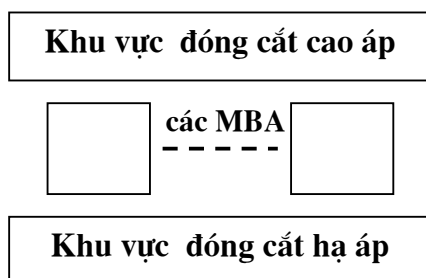 Khu vực đóng cắt cao áp
các MBA
Khu vực đóng cắt hạ áp